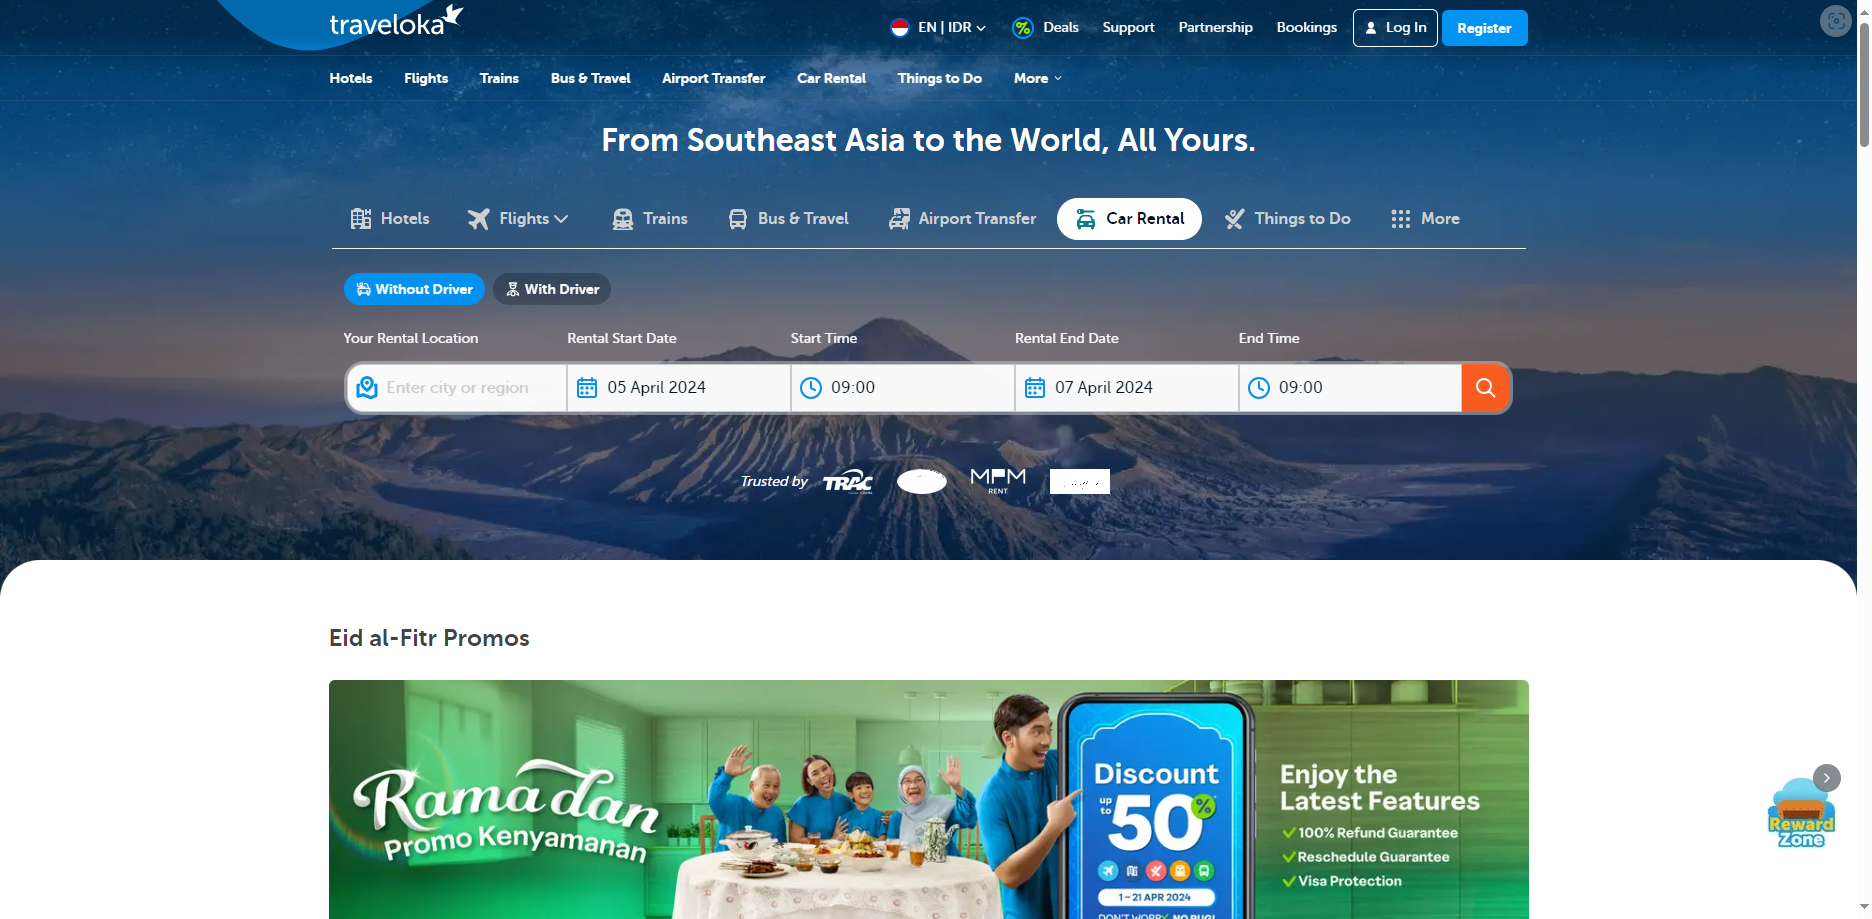 traveloka
EN | IDR
Deals
Support
Partnership
Bookings
Log In
Register
Hotels
Flights
Trains
Bus & Travel
Airport Transfer
Car Rental
Things to Do
More
From Southeast Asia to the World, All Yours.
Hotels
Flights
Trains
Bus & Travel
Airport Transfer
Car Rental
Things to Do
More
Without Driver
With Driver
Your Rental Location
Rental Start Date
Start Time
Rental End Date
End Time
Enter city or region
05 April 2024
09:00
07 April 2024
09:00
Trusted by
TRAC
MPM
RENT
Eid al-Fitr Promos
Ramadan
Promo Kenyamanan
Discount
up to
50%
1 - 21 APR 2024
DON'T WORRY, NO BUG!
Enjoy the
Latest Features
100% Refund Guarantee
Reschedule Guarantee
Visa Protection
Reward
Zone